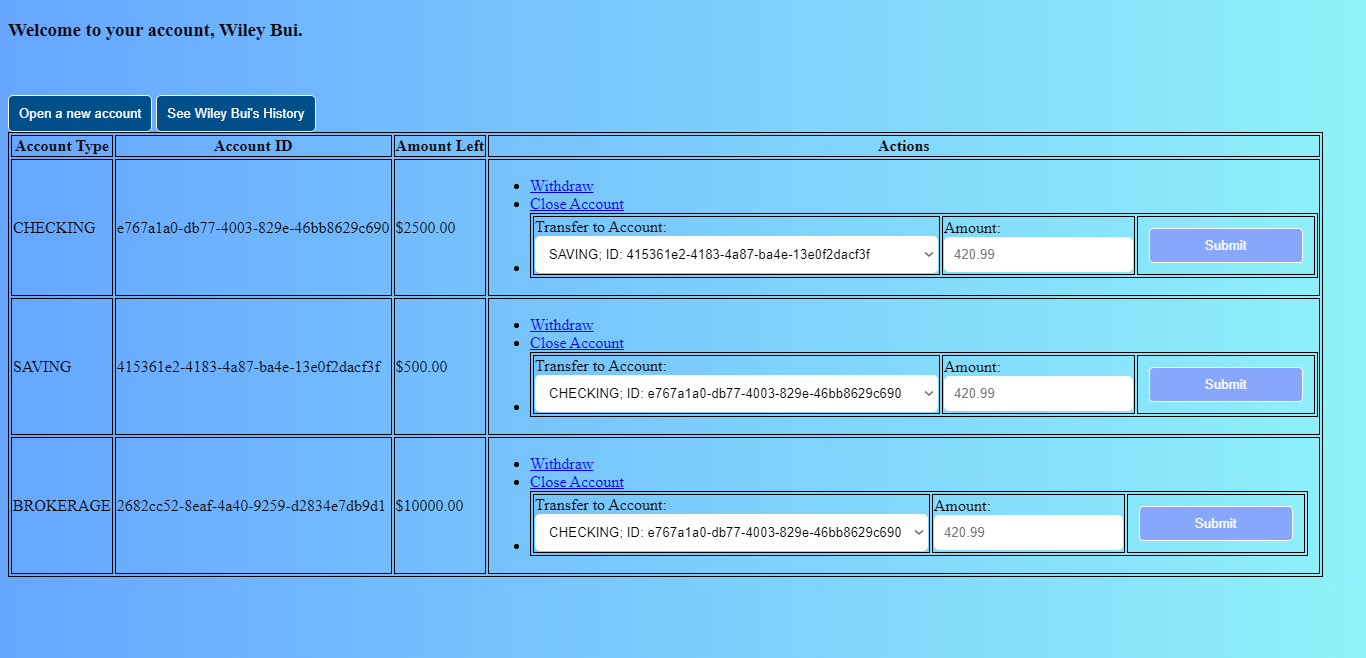 Welcome to your account, Wiley Bui.
Open a new account See Wiley Bui's History
Account Type Account ID Amount Left Actions
CHECKING e767a1a0-db77-4003-829e-46bb8629c690 $2500.00
Withdraw
Close Account
Transfer to Account: Amount:
SAVING; ID: 415361e2-4183-4a87-ba4e-13e0f2dacf3f 420.99 Submit
SAVING 415361e2-4183-4a87-ba4e-13e0f2dacf3f $500.00
Withdraw
Close Account
Transfer to Account: Amount:
CHECKING; ID: e767a1a0-db77-4003-829e-46bb8629c690 420.99 Submit
BROKERAGE 2682cc52-8eaf-4a40-9259-d2834e7db9d1 $10000.00
Withdraw
Close Account
Transfer to Account: Amount:
CHECKING; ID: e767a1a0-db77-4003-829e-46bb8629c690 420.99 Submit